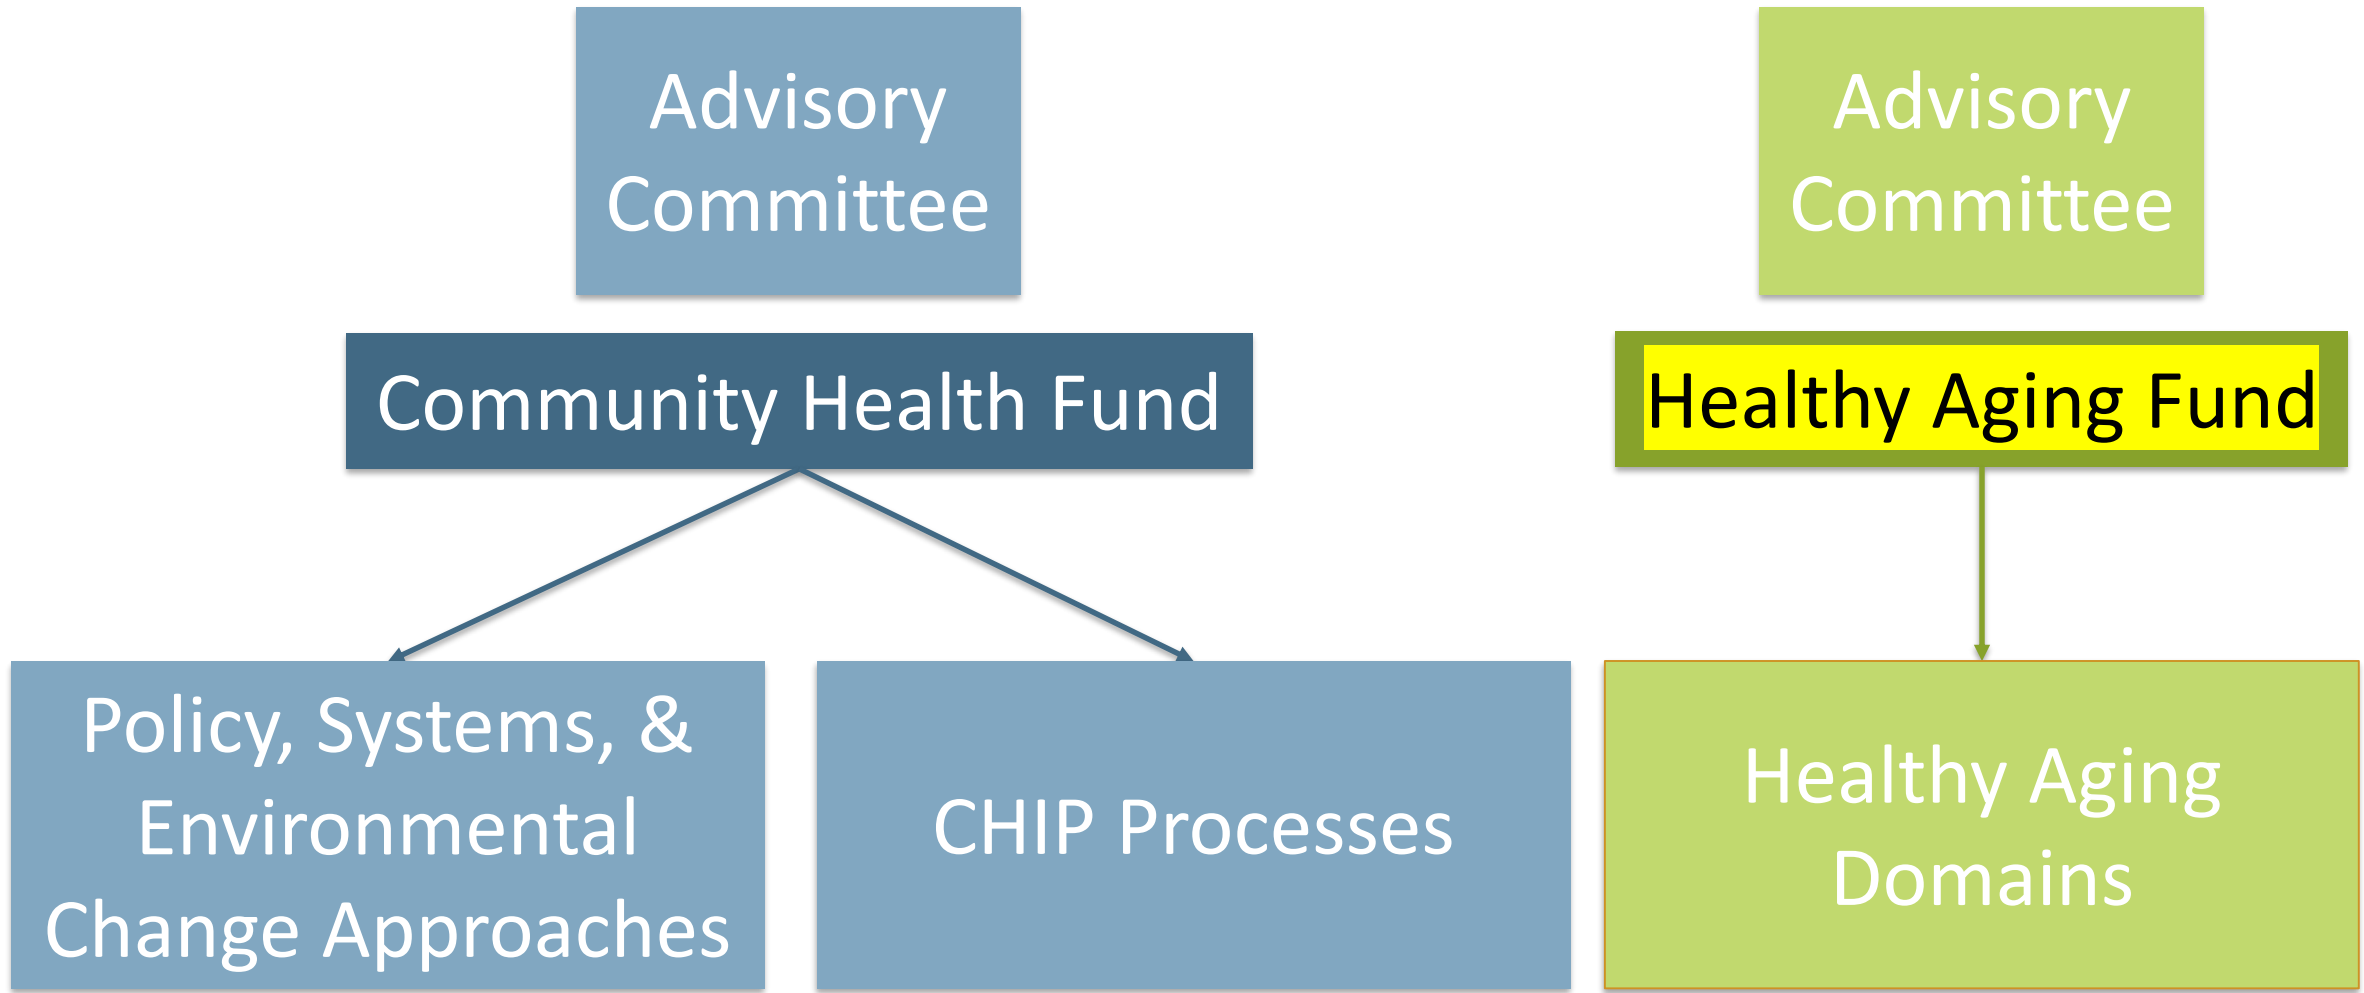 Advisory
Committee
Advisory
Committee
Community Health Fund
Healthy Aging Fund
Policy, Systems, &
Environmental
Change Approaches
CHIP Processes
Healthy Aging
Domains